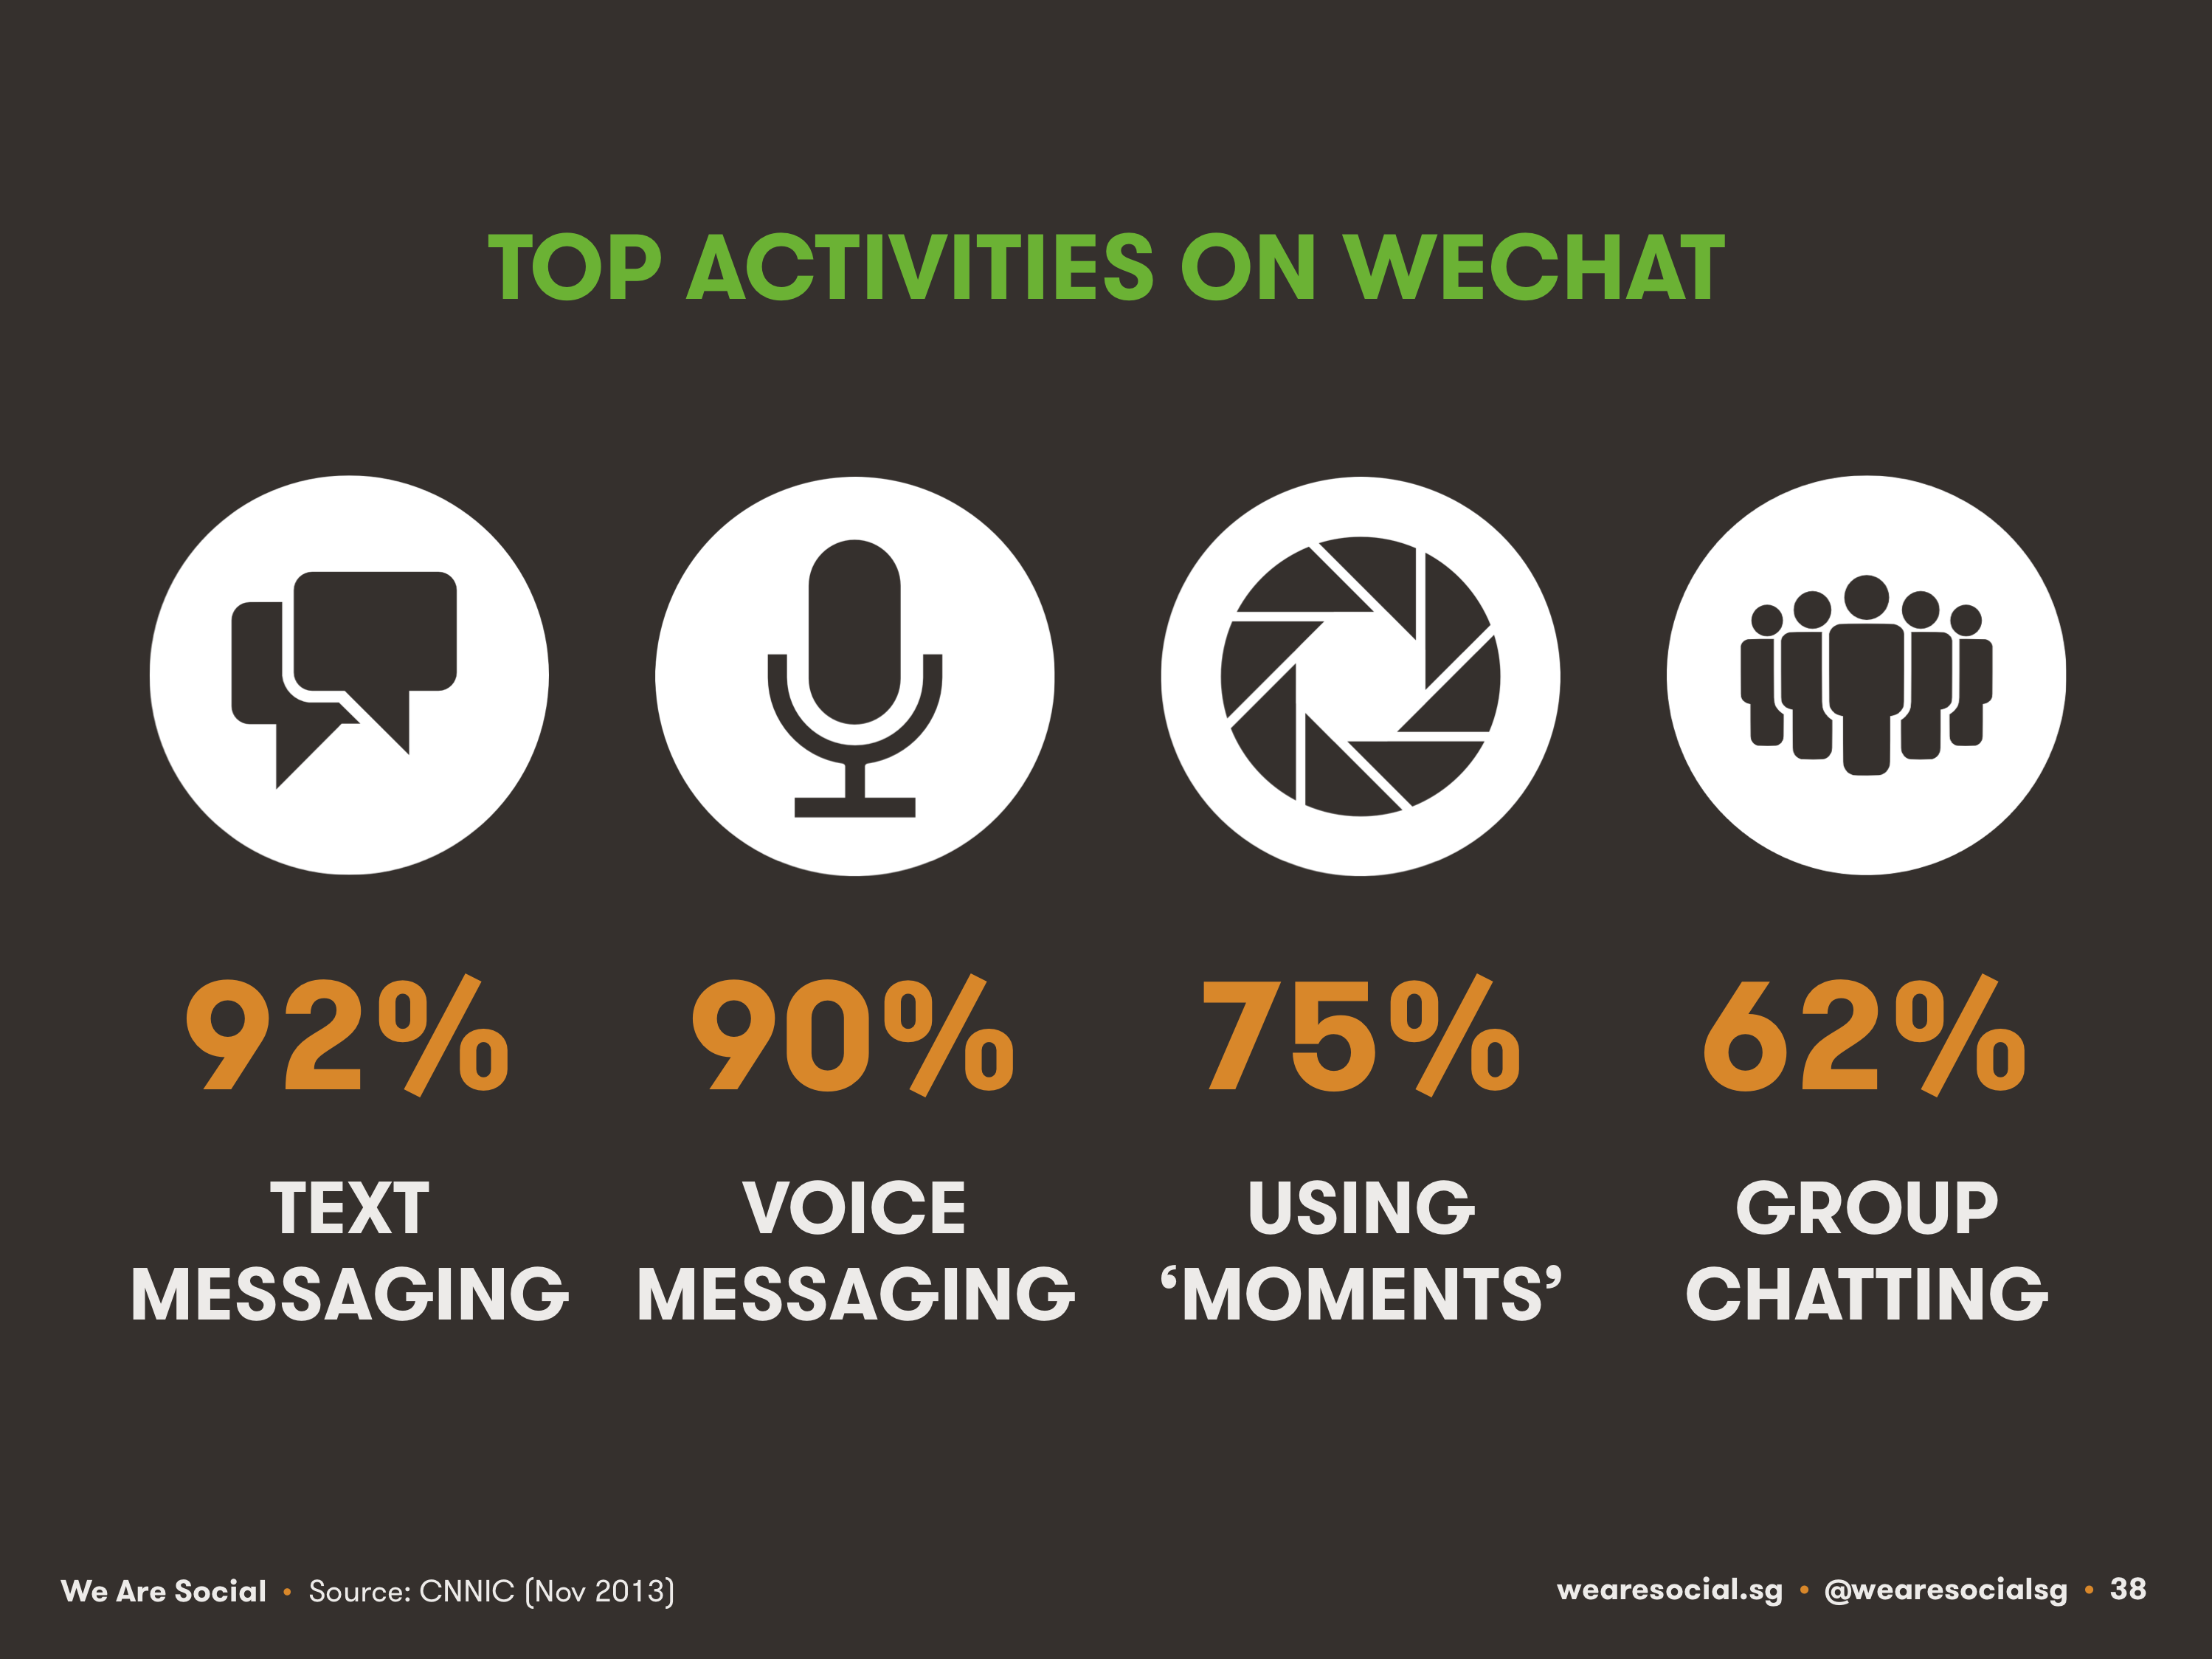 TOP ACTIVITIES ON WECHAT
92%
90%
75%
62%
TEXT
MESSAGING
VOICE
MESSAGING
USING
‘MOMENTS’
GROUP
CHATTING
We Are Social • Source: CNNIC (Nov 2013)
wearesocial.sg • @wearesocialsg • 38